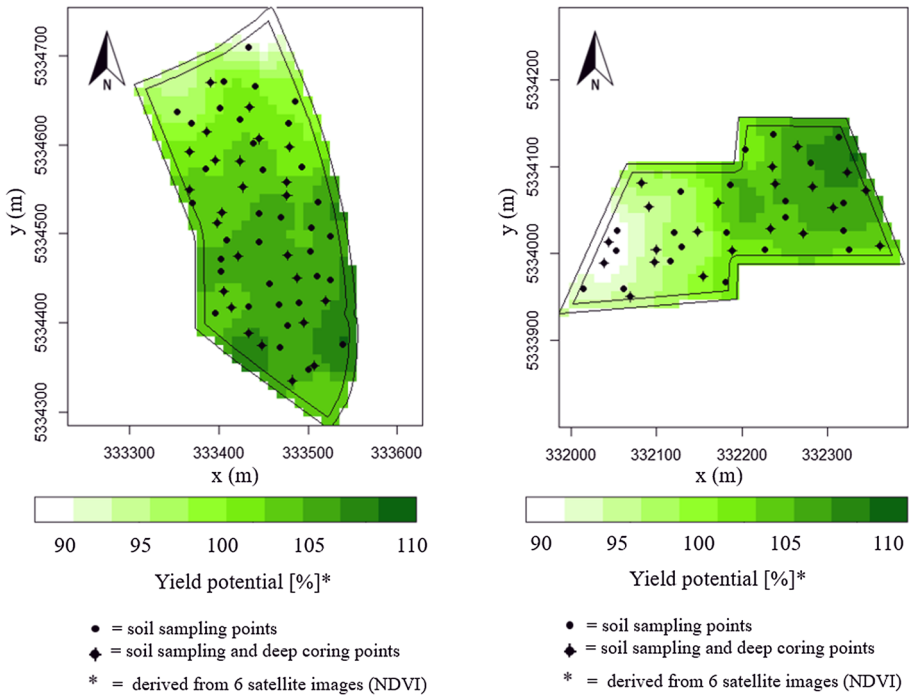 5334700
5334600
5334500
5334400
5334300
y (m)
N
333300 333400 333500 333600
x (m)
90 95 100 105 110
Yield potential [%]*
= soil sampling points
= soil sampling and deep coring points
* = derived from 6 satellite images (NDVI)
5334200
5334100
5334000
5333900
y (m)
N
332000 332100 332200 332300
x (m)
90 95 100 105 110
Yield potential [%]*
= soil sampling points
= soil sampling and deep coring points
* = derived from 6 satellite images (NDVI)